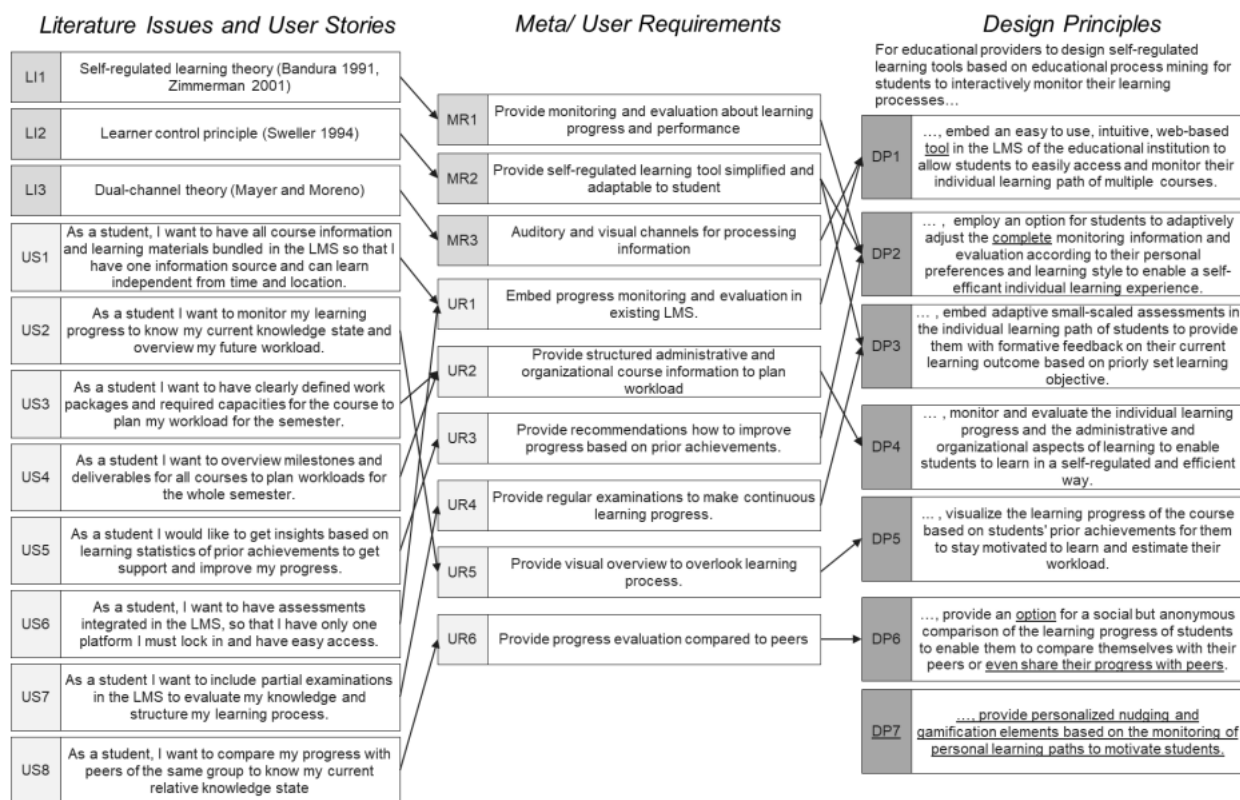 Literature Issues and User Stories
LI1
Self-regulated learning theory (Bandura 1991,
Zimmerman 2001)
LI2
Learner control principle (Sweller 1994)
LI3
Dual-channel theory (Mayer and Moreno)
US1
As a student, I want to have all course information
and learning materials bundled in the LMS so that I
have one information source and can learn
independent from time and location.
US2
As a student I want to monitor my learning
progress to know my current knowledge state and
overview my future workload.
US3
As a student I want to have clearly defined work
packages and required capacities for the course to
plan my workload for the semester.
US4
As a student I want to overview milestones and
deliverables for all courses to plan workloads for
the whole semester.
US5
As a student I would like to get insights based on
learning statistics of prior achievements to get
support and improve my progress.
US6
As a student, I want to have assessments
integrated in the LMS, so that I have only one
platform I must lock in and have easy access.
US7
As a student I want to include partial examinations
in the LMS to evaluate my knowledge and
structure my learning process.
US8
As a student, I want to compare my progress with
peers of the same group to know my current
relative knowledge state
Meta/ User Requirements
MR1
Provide monitoring and evaluation about learning
progress and performance
MR2
Provide self-regulated learning tool simplified and
adaptable to student
MR3
Auditory and visual channels for processing
information
UR1
Embed progress monitoring and evaluation in
existing LMS.
UR2
Provide structured administrative and
organizational course information to plan
workload
UR3
Provide recommendations how to improve
progress based on prior achievements.
UR4
Provide regular examinations to make continuous
learning progress.
UR5
Provide visual overview to overlook learning
process.
UR6
Provide progress evaluation compared to peers
Design Principles
For educational providers to design self-regulated
learning tools based on educational process mining for
students to interactively monitor their learning
processes…
DP1
…, embed an easy to use, intuitive, web-based
tool in the LMS of the educational institution to
allow students to easily access and monitor their
individual learning path of multiple courses.
DP2
… , employ an option for students to adaptively
adjust the complete monitoring information and
evaluation according to their personal
preferences and learning style to enable a self-
efficant individual learning experience.
DP3
… , embed adaptive small-scaled assessments in
the individual learning path of students to provide
them with formative feedback on their current
learning outcome based on priorly set learning
objective.
DP4
… , monitor and evaluate the individual learning
progress and the administrative and
organizational aspects of learning to enable
students to learn in a self-regulated and efficient
way.
DP5
… , visualize the learning progress of the course
based on students' prior achievements for them
to stay motivated to learn and estimate their
workload.
DP6
…, provide an option for a social but anonymous
comparison of the learning progress of students
to enable them to compare themselves with their
peers or even share their progress with peers.
DP7
…, provide personalized nudging and
gamification elements based on the monitoring of
personal learning paths to motivate students.